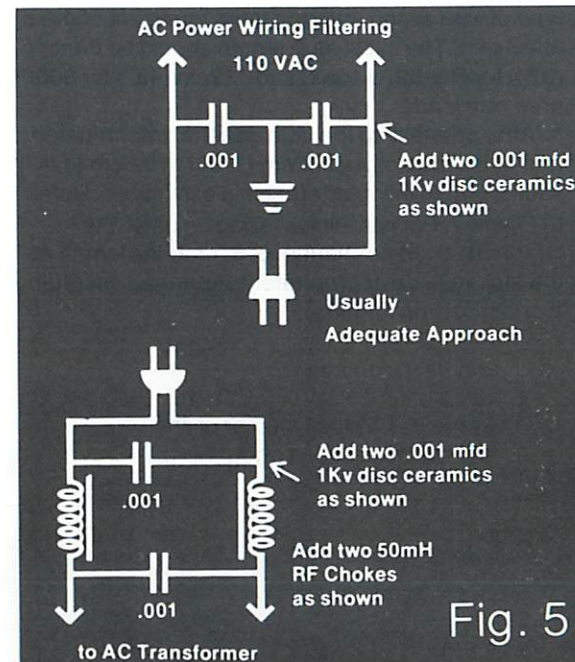 AC Power Wiring Filtering
110 VAC
.001
.001
Add two .001 mfd
1Kv disc ceramics
as shown
Usually
Adequate Approach
Add two .001 mfd
1Kv disc ceramics
as shown
.001
Add two 50mH
RF Chokes
as shown
.001
to AC Transformer
Fig. 5